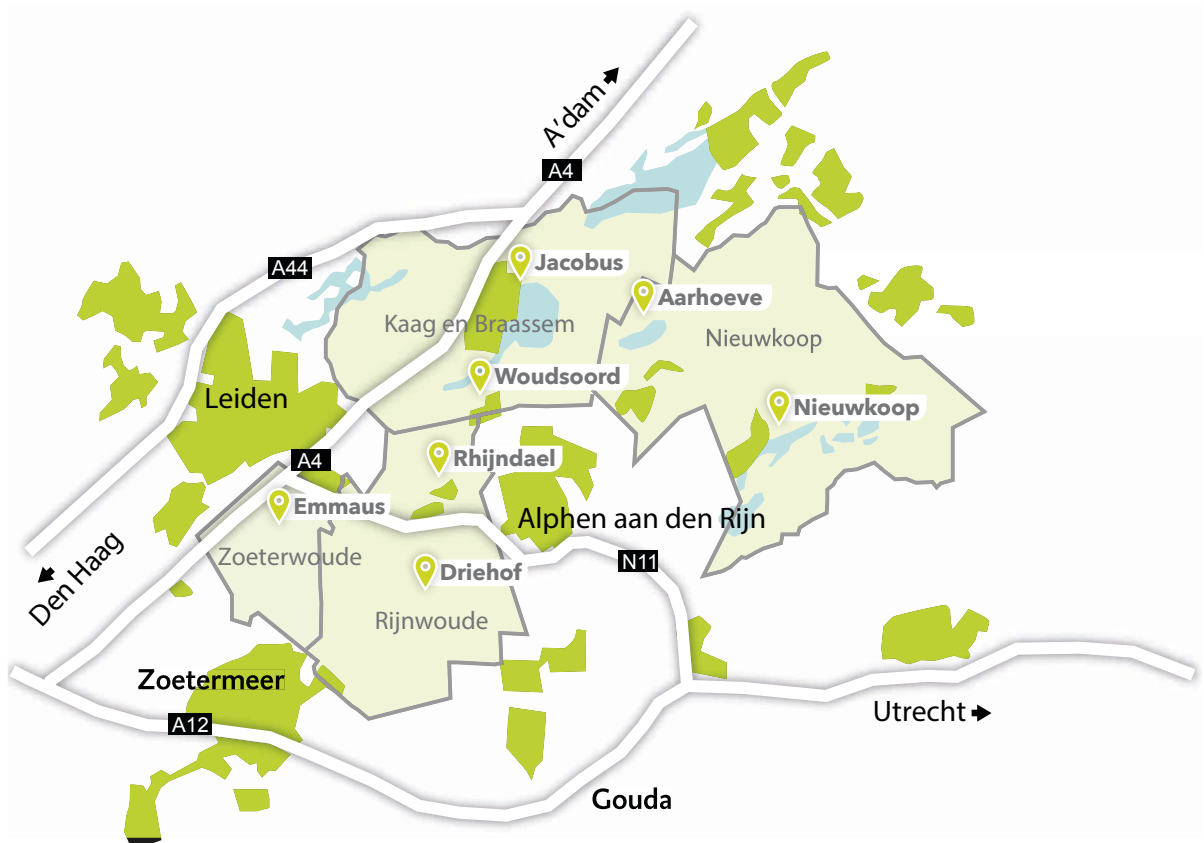 A'dam
A4
Jacobus
A44
Aarhoeve
Kaag en Braassem
Nieuwkoop
Woudsoord
Leiden
Nieuwkoop
Rhijndael
A4
Emmaus
Alphen aan den Rijn
Zoeterwoude
N11
Driehof
Den Haag
Rijnwoude
Zoetermeer
Utrecht
A12
Gouda